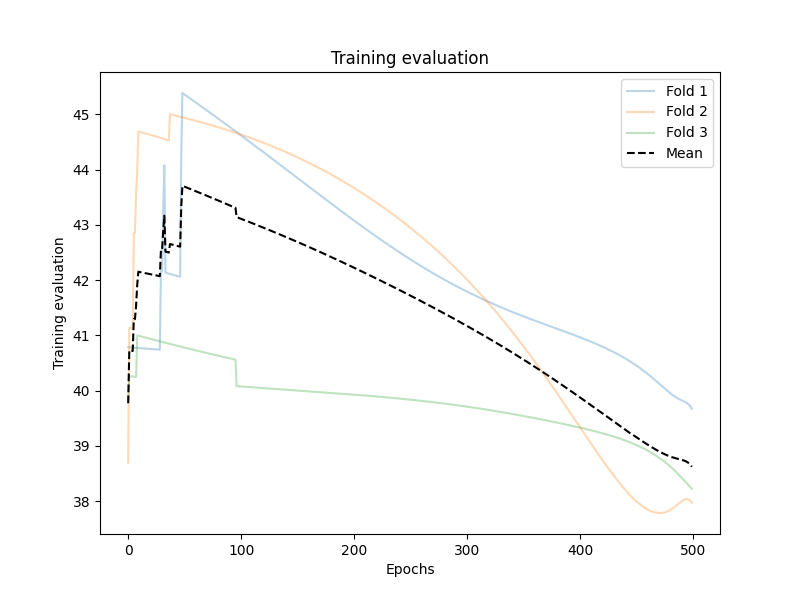 Training evaluation
Fold 1
Fold 2
Fold 3
Mean
Training evaluation
45
44
43
42
41
40
39
38
0 100 200 300 400 500
Epochs